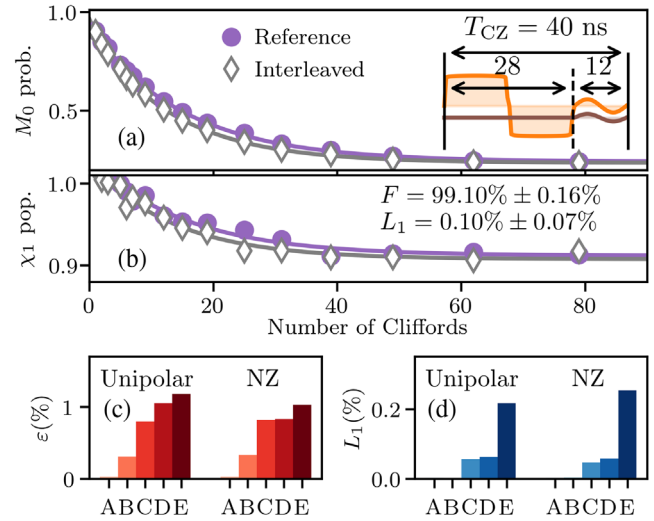 1.0
M₀ prob.
0.5
(a)
Reference
Interleaved
T_CZ = 40 ns
28
12
1.0
χ₁ pop.
0.9
(b)
F = 99.10% ± 0.16%
L₁ = 0.10% ± 0.07%
0 20 40 60 80
Number of Cliffords
ε(%)
1
0
Unipolar NZ
(c)
ABCDE ABCDE
L₁(%)
0.2
0.0
Unipolar NZ
(d)
ABCDE ABCDE